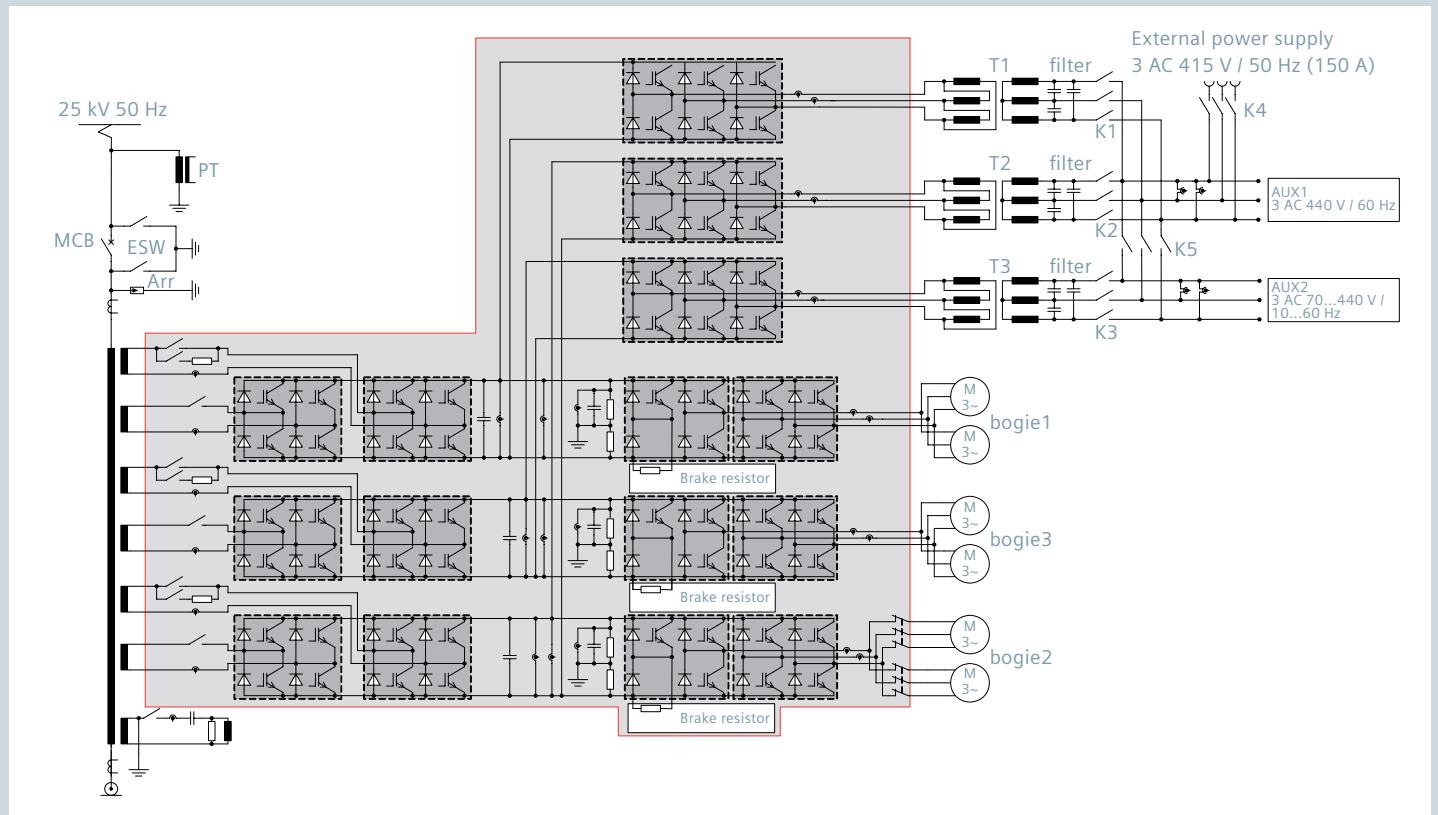 External power supply
3 AC 415 V / 50 Hz (150 A)
T1
filter
K4
25 kV 50 Hz
K1
PT
T2
filter
AUX1
3 AC 440 V / 60 Hz
MCB
ESW
K2
K5
Arr
T3
filter
AUX2
3 AC 70...440 V /
10...60 Hz
K3
M
3~
bogie1
M
3~
Brake resistor
M
3~
bogie3
M
3~
Brake resistor
M
3~
bogie2
M
3~
Brake resistor